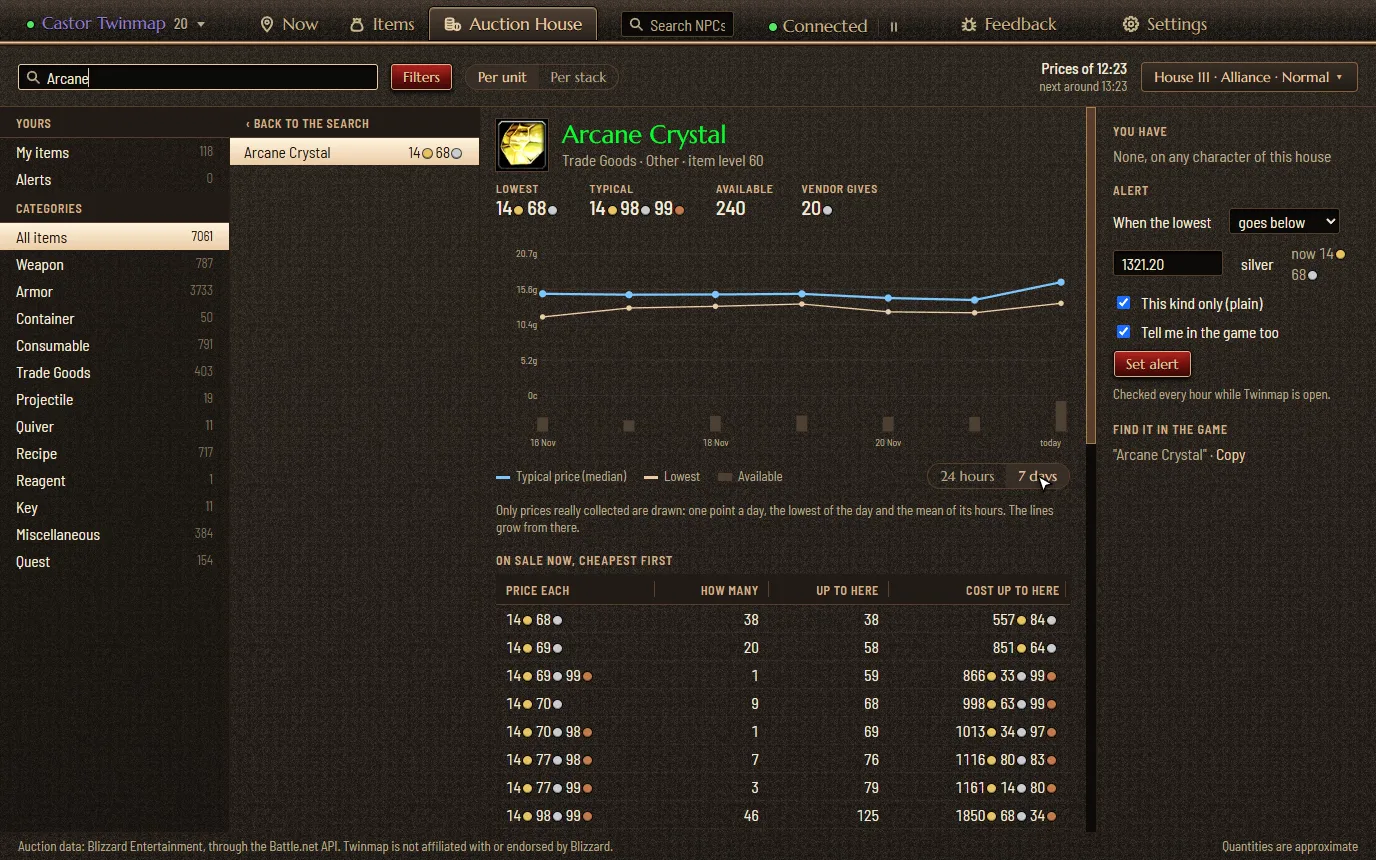 Castor Twinmap 20
Now
Items
Auction House
Search NPCs
Connected
Feedback
Settings
Arcane
Filters
Per unit
Per stack
Prices of 12:23
next around 13:23
House III · Alliance · Normal
YOURS
My items 118
Alerts 0
CATEGORIES
All items 7061
Weapon 787
Armor 3733
Container 50
Consumable 791
Trade Goods 403
Projectile 19
Quiver 11
Recipe 717
Reagent 1
Key 11
Miscellaneous 384
Quest 154
‹ BACK TO THE SEARCH
Arcane Crystal 14 68
Arcane Crystal
Trade Goods · Other · item level 60
LOWEST TYPICAL AVAILABLE VENDOR GIVES
14 68 14 98 99 240 20
20.7g
15.6g
10.4g
5.2g
0c
16 Nov 18 Nov 20 Nov today
Typical price (median) Lowest Available
24 hours 7 days
Only prices really collected are drawn: one point a day, the lowest of the day and the mean of its hours. The lines
grow from there.
ON SALE NOW, CHEAPEST FIRST
PRICE EACH HOW MANY UP TO HERE COST UP TO HERE
14 68 38 38 557 84
14 69 20 58 851 64
14 69 99 1 59 866 33 99
14 70 9 68 998 63 99
14 70 98 1 69 1013 34 97
14 77 98 7 76 1116 80 83
14 77 99 3 79 1161 14 80
14 98 99 46 125 1850 68 34
YOU HAVE
None, on any character of this house
ALERT
When the lowest goes below
1321.20 silver now 14
68
This kind only (plain)
Tell me in the game too
Set alert
Checked every hour while Twinmap is open.
FIND IT IN THE GAME
"Arcane Crystal" · Copy
Auction data: Blizzard Entertainment, through the Battle.net API. Twinmap is not affiliated with or endorsed by Blizzard.
Quantities are approximate